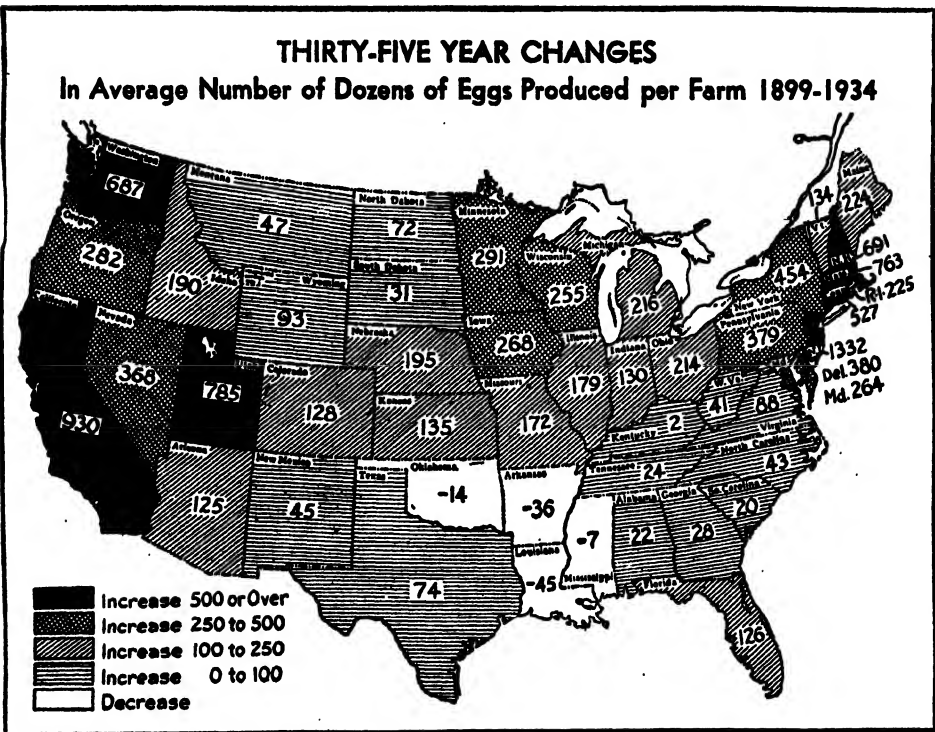 THIRTY-FIVE YEAR CHANGES
In Average Number of Dozens of Eggs Produced per Farm 1899-1934
Washington
687
Oregon
282
California
930
Nevada
368
Idaho
190
Montana
47
Wyoming
93
Utah
785
Colorado
128
Arizona
125
New Mexico
45
North Dakota
72
South Dakota
31
Nebraska
195
Kansas
135
Oklahoma
-14
Texas
74
Minnesota
291
Iowa
268
Missouri
172
Arkansas
-36
Louisiana
-45
Wisconsin
255
Illinois
179
Michigan
216
Indiana
130
Ohio
214
Kentucky
2
Tennessee
24
Mississippi
-7
Alabama
22
Georgia
28
Florida
126
So. Carolina
20
North Carolina
43
Virginia
88
W. Va.
41
Pennsylvania
379
New York
454
Vt.
134
Maine
224
N.H.
691
763
R.I.-225
527
1332
Del. 380
Md. 264
Increase 500 or Over
Increase 250 to 500
Increase 100 to 250
Increase 0 to 100
Decrease